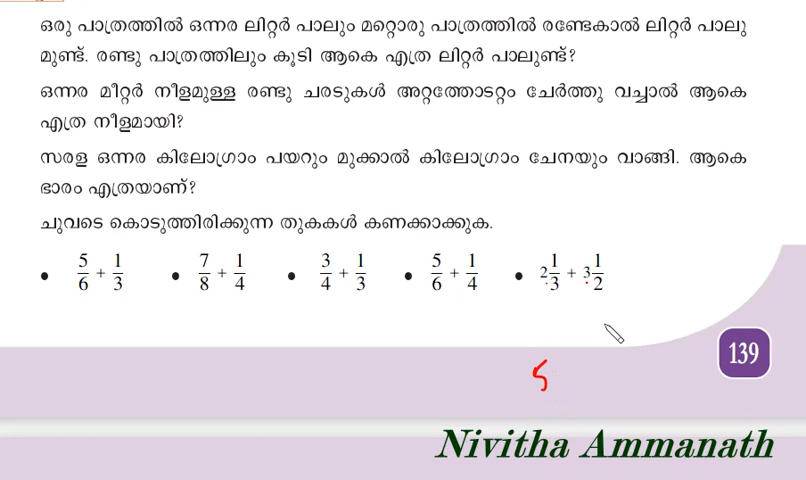 ഒരു പാത്രത്തിൽ ഒന്നര ലിറ്റർ പാലും മറ്റൊരു പാത്രത്തിൽ രണ്ടേകാൽ ലിറ്റർ പാലു
മുണ്ട്. രണ്ടു പാത്രത്തിലും കൂടി ആകെ എത്ര ലിറ്റർ പാലുണ്ട്?
ഒന്നര മീറ്റർ നീളമുള്ള രണ്ടു ചരടുകൾ അറ്റത്തോടറ്റം ചേർത്തു വച്ചാൽ ആകെ
എത്ര നീളമായി?
സരള ഒന്നര കിലോഗ്രാം പയറും മുക്കാൽ കിലോഗ്രാം ചേനയും വാങ്ങി. ആകെ
ഭാരം എത്രയാണ്?
ചുവടെ കൊടുത്തിരിക്കുന്ന തുകകൾ കണക്കാക്കുക.
• 5/6 + 1/3 • 7/8 + 1/4 • 3/4 + 1/3 • 5/6 + 1/4 • 2 1/3 + 3 1/2
139
5
Nivitha Ammanath